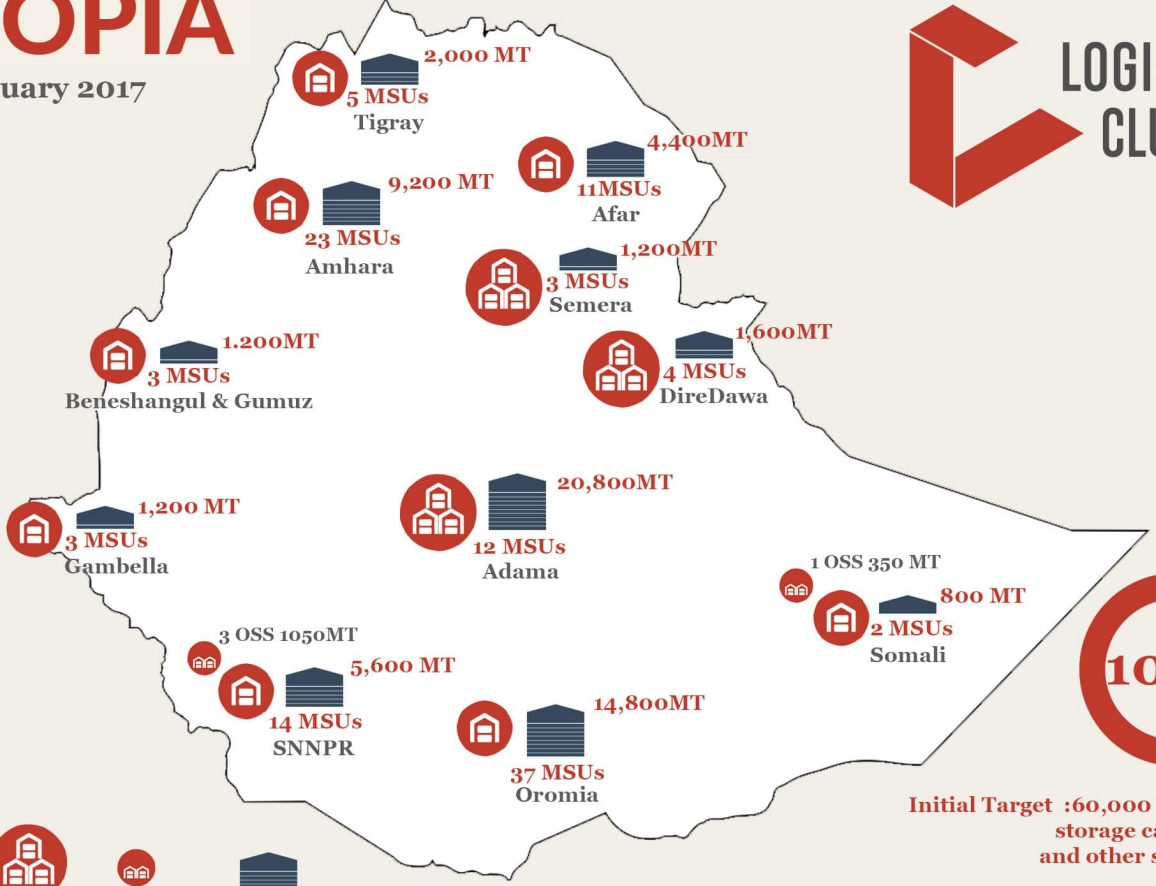 OPIA
uary 2017
LOGI
CLU
2,000 MT
5 MSUs
Tigray
4,400MT
11MSUs
Afar
9,200 MT
23 MSUs
Amhara
1,200MT
3 MSUs
Semera
1.200MT
3 MSUs
Beneshangul & Gumuz
1,600MT
4 MSUs
DireDawa
20,800MT
12 MSUs
Adama
1,200 MT
3 MSUs
Gambella
1 OSS 350 MT
800 MT
2 MSUs
Somali
3 OSS 1050MT
5,600 MT
14 MSUs
SNNPR
14,800MT
37 MSUs
Oromia
10
Initial Target :60,000
storage ca
and other s